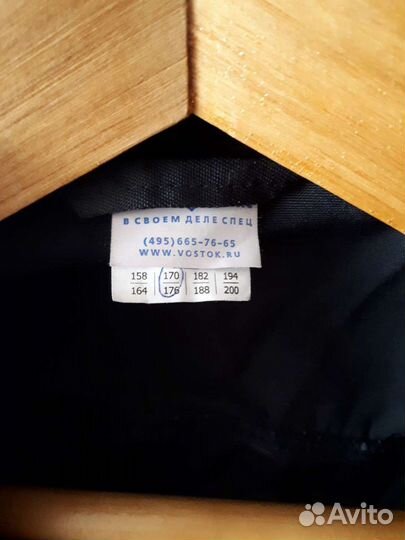 В СВОЕМ ДЕЛЕ СПЕЦ
(495)665-76-65
WWW.VOSTOK.RU
158 170 182 194
164 176 188 200
Avito